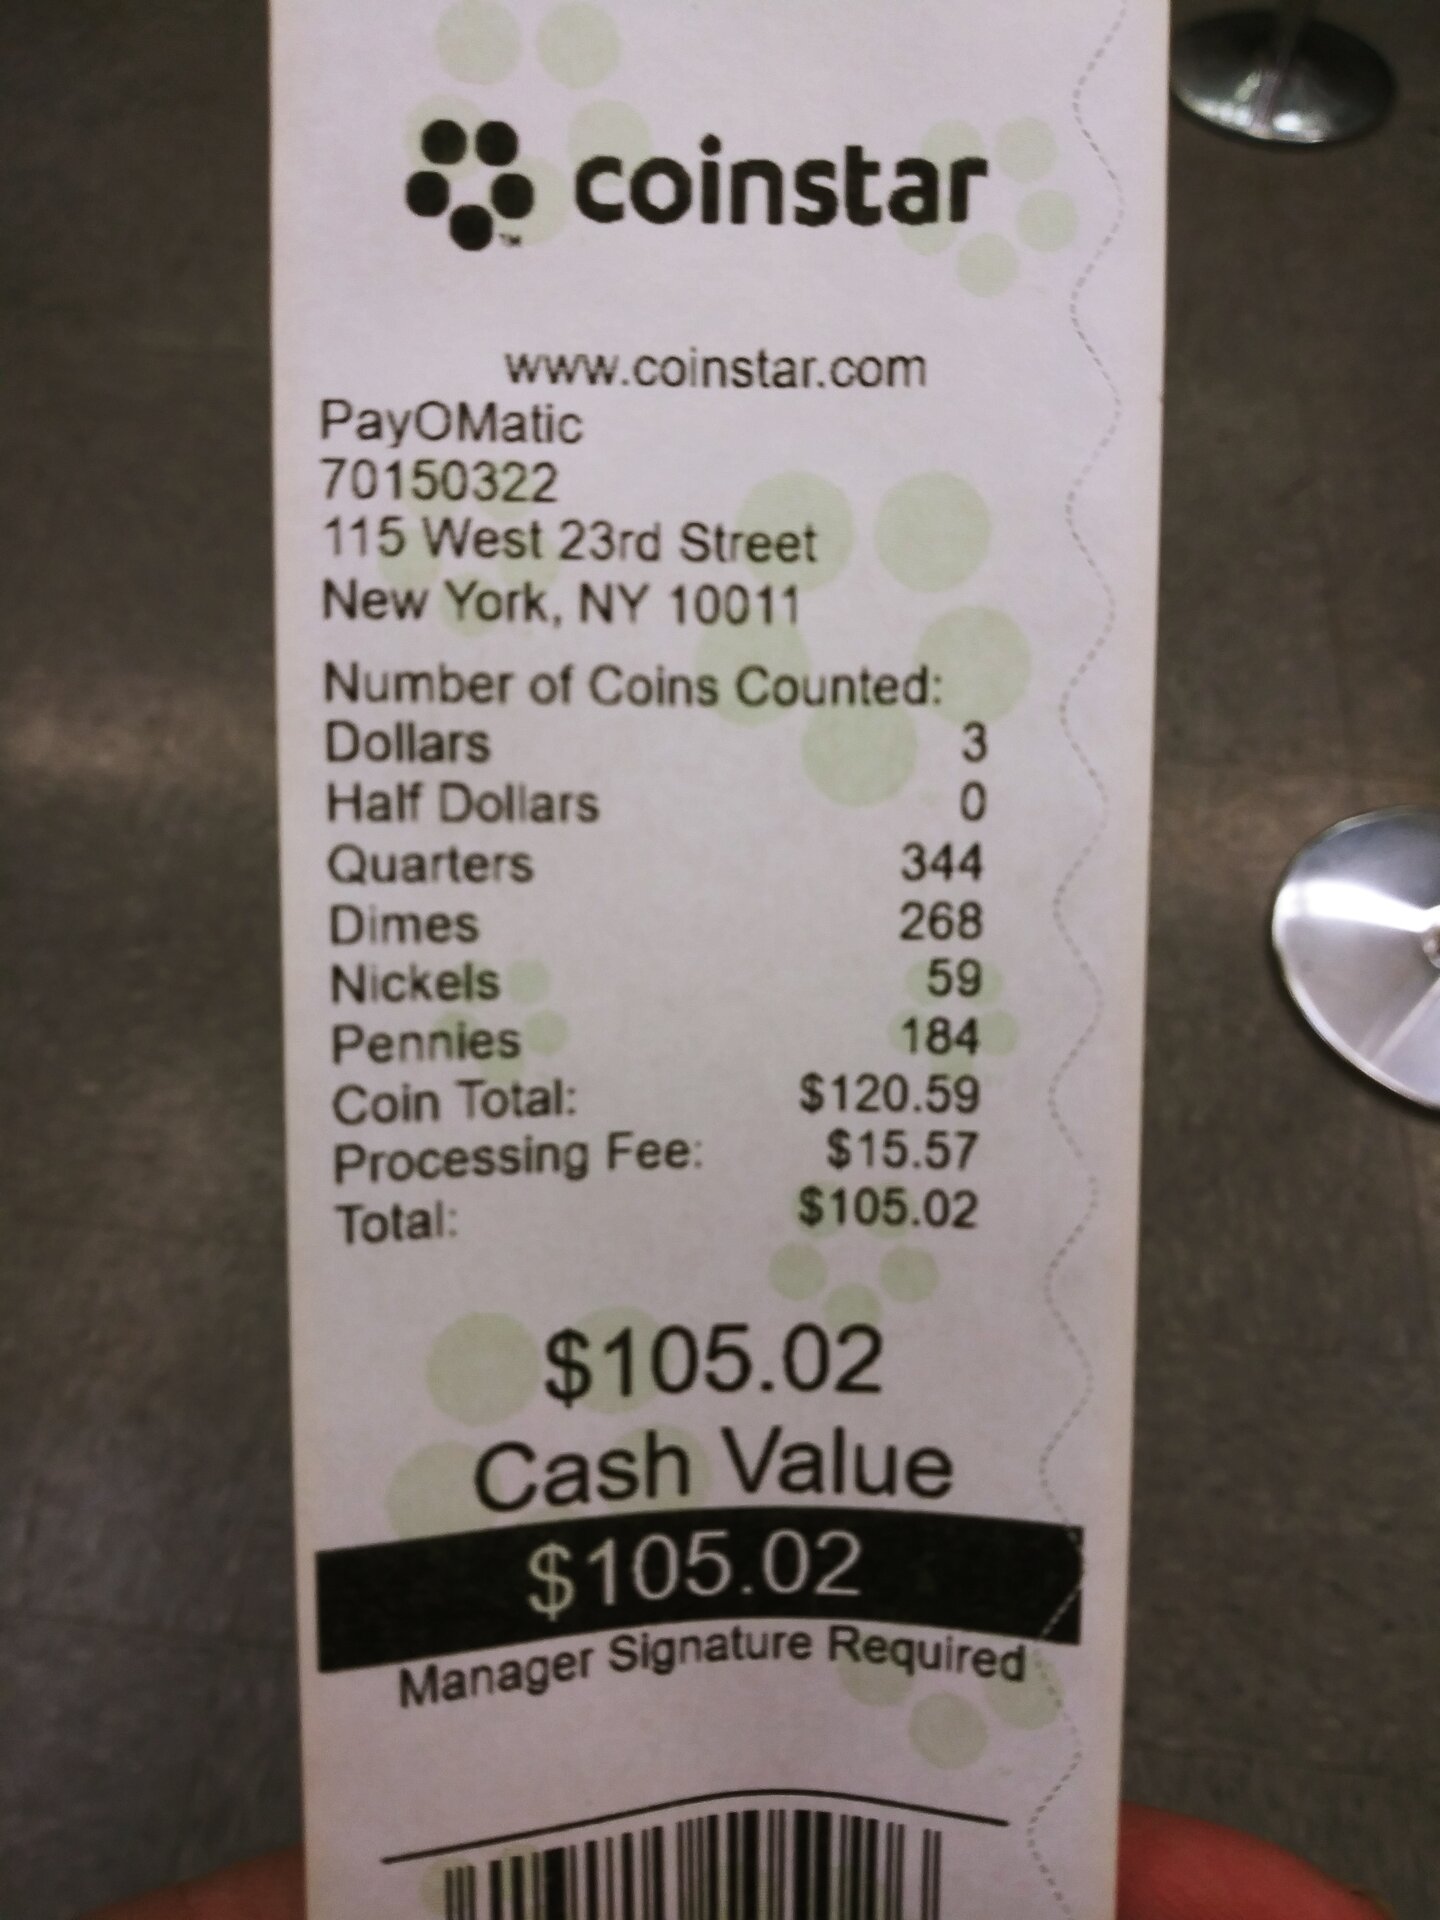 coinstar
TM
www.coinstar.com
PayOMatic
70150322
115 West 23rd Street
New York, NY 10011
Number of Coins Counted:
Dollars 3
Half Dollars 0
Quarters 344
Dimes 268
Nickels 59
Pennies 184
Coin Total: $120.59
Processing Fee: $15.57
Total: $105.02
$105.02
Cash Value
$105.02
Manager Signature Required